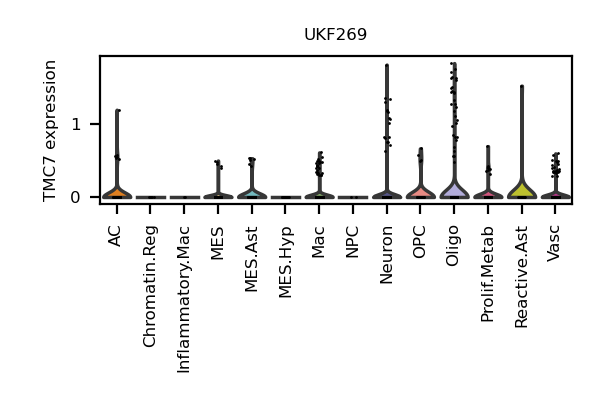 UKF269
TMC7 expression
1
0
AC
Chromatin.Reg
Inflammatory.Mac
MES
MES.Ast
MES.Hyp
Mac
NPC
Neuron
OPC
Oligo
Prolif.Metab
Reactive.Ast
Vasc